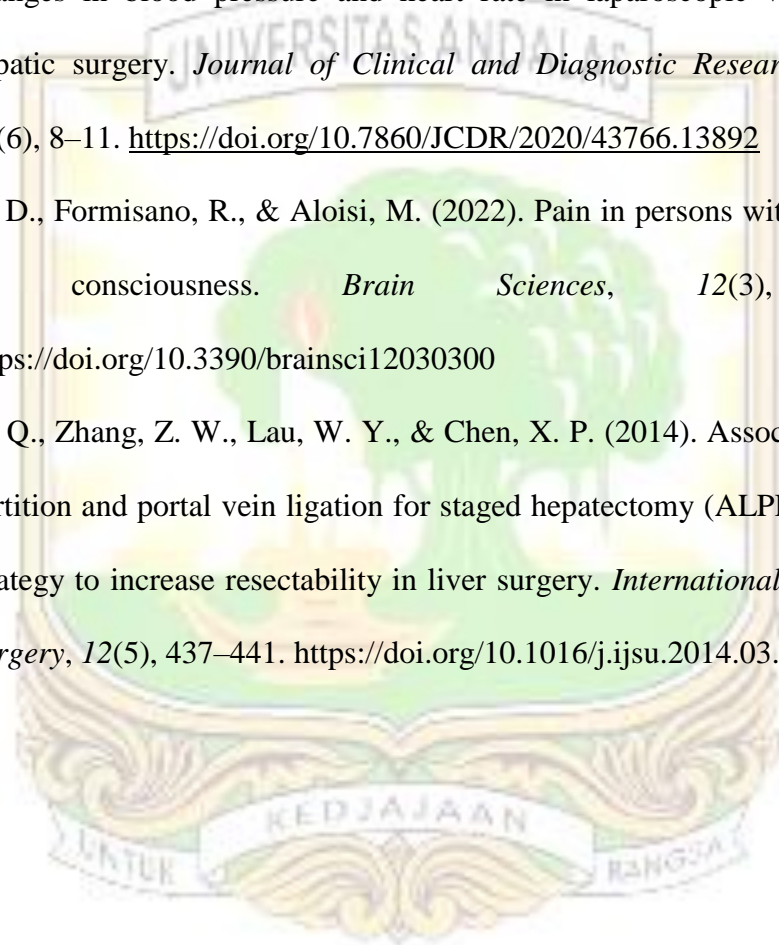 anges in blood pressure and heart rate in laparoscopic v
UNIVERSITAS ANDALAS
patic surgery. Journal of Clinical and Diagnostic Resear
(6), 8–11. https://doi.org/10.7860/JCDR/2020/43766.13892
D., Formisano, R., & Aloisi, M. (2022). Pain in persons wit
consciousness. Brain Sciences, 12(3),
ps://doi.org/10.3390/brainsci12030300
Q., Zhang, Z. W., Lau, W. Y., & Chen, X. P. (2014). Assoc
rtition and portal vein ligation for staged hepatectomy (ALP
ategy to increase resectability in liver surgery. International
rgery, 12(5), 437–441. https://doi.org/10.1016/j.ijsu.2014.03.
KEDJAJAAN
UNTUK BANGSA